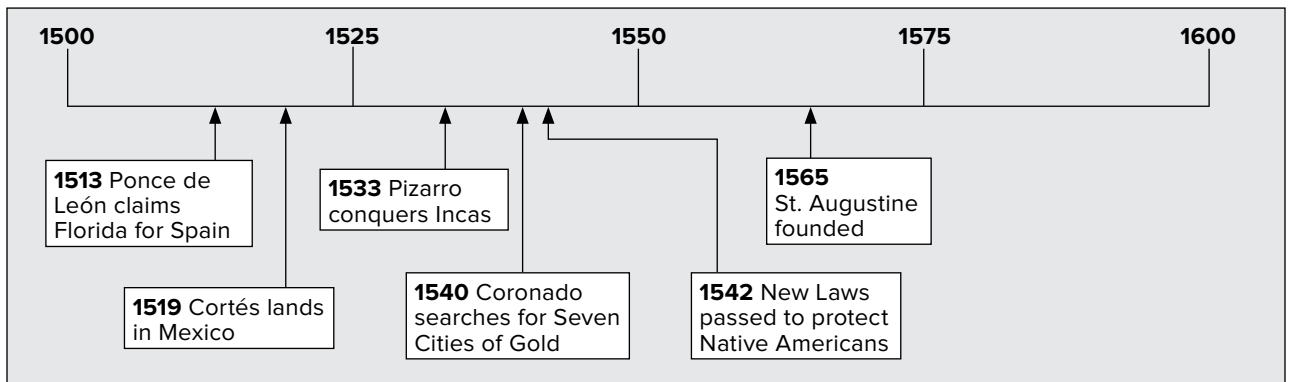 1500 1525 1550 1575 1600
1513 Ponce de
León claims
Florida for Spain
1519 Cortés lands
in Mexico
1533 Pizarro
conquers Incas
1540 Coronado
searches for Seven
Cities of Gold
1542 New Laws
passed to protect
Native Americans
1565
St. Augustine
founded